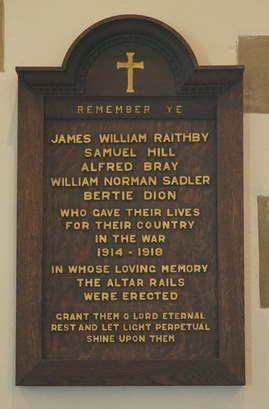 REMEMBER YE
JAMES WILLIAM RAITHBY
SAMUEL HILL
ALFRED BRAY
WILLIAM NORMAN SADLER
BERTIE DION
WHO GAVE THEIR LIVES
FOR THEIR COUNTRY
IN THE WAR
1914 - 1918
IN WHOSE LOVING MEMORY
THE ALTAR RAILS
WERE ERECTED
GRANT THEM O LORD ETERNAL
REST AND LET LIGHT PERPETUAL
SHINE UPON THEM